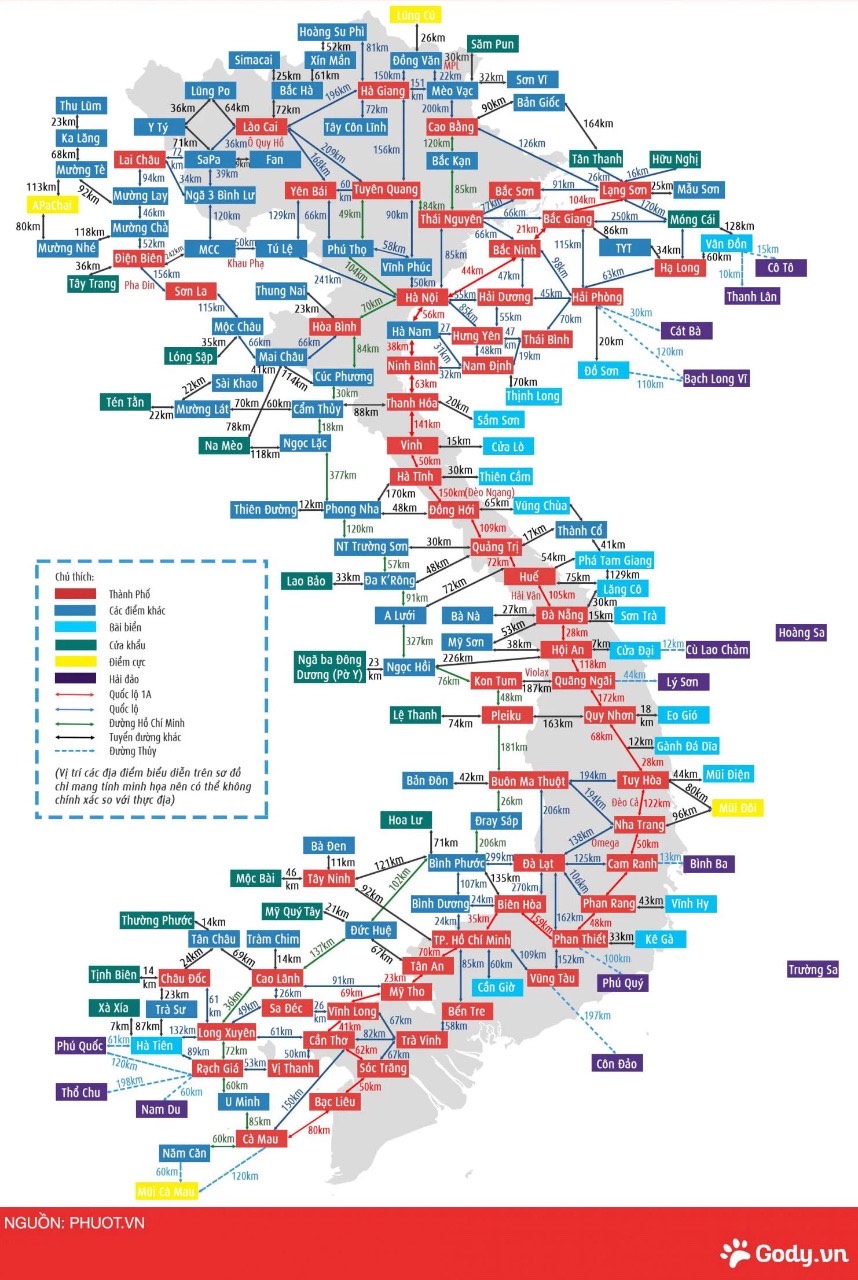 Lũng Cú
Hoàng Su Phì
52km
81km
26km
Săm Pun
Simacai
Xín Mần
Đồng Văn
30km
MPL
25km
61km
150km
22km
32km
Sơn Vĩ
Lũng Po
Bắc Hà
196km
Hà Giang
151
km
Mèo Vạc
Thu Lũm
36km
64km
72km
72km
200km
90km
Bản Giốc
23km
Y Tý
Lào Cai
Tây Côn Lĩnh
Cao Bằng
164km
Ka Lăng
71km
36km
Ô Quy Hồ
209km
156km
120km
126km
68km
Lai Châu
72
km
SaPa
Fan
168km
Bắc Kạn
Tân Thanh
Hữu Nghị
Mường Tè
94km
34km
39km
26km
16km
113km
92km
Mường Lay
Ngã 3 Bình Lư
Yên Bái
60
km
Tuyên Quang
85km
Bắc Sơn
91km
Lạng Sơn
25km
Mẫu Sơn
APaChai
46km
120km
129km
66km
49km
90km
184km
77km
104km
170km
80km
118km
Mường Chà
Thái Nguyên
66km
Bắc Giang
250km
Móng Cái
128km
Mường Nhé
52km
242km
MCC
50km
Tú Lệ
Phú Thọ
58km
66km
21km
86km
TYT
34km
Vân Đồn
15km
36km
Điện Biên
Khau Phạ
Bắc Ninh
115km
60km
Cô Tô
Tây Trang
Pha Đin
156km
241km
104km
Vĩnh Phúc
85km
44km
47km
98km
63km
Hạ Long
10km
Sơn La
Thung Nai
50km
Thanh Lân
115km
23km
70km
Hà Nội
55km
Hải Dương
45km
Hải Phòng
30km
Mộc Châu
Hòa Bình
56km
85km
55km
70km
Cát Bà
35km
66km
66km
84km
Hà Nam
27
Hưng Yên
47
km
Thái Bình
20km
120km
Lóng Sập
Mai Châu
38km
37km
48km
19km
22km
Sài Khao
41km
114km
Cúc Phương
Ninh Bình
32km
Nam Định
Đồ Sơn
110km
Bạch Long Vĩ
30km
63km
70km
Tén Tằn
22km
Mường Lát
70km
60km
Cẩm Thủy
88km
Thanh Hóa
20km
Thịnh Long
78km
18km
141km
Sầm Sơn
Na Mèo
118km
Ngọc Lặc
Vinh
15km
Cửa Lò
377km
50km
Hà Tĩnh
30km
Thiên Cầm
170km
150km(Đèo Ngang)
Thiên Đường
12km
Phong Nha
48km
Đồng Hới
65km
Vũng Chùa
120km
109km
17km
Thành Cổ
NT Trường Sơn
30km
Quảng Trị
41km
57km
72km
54km
Phá Tam Giang
Lao Bảo
33km
Đa K'Rông
48km
Huế
75km
129km
91km
72km
Hải Vân
105km
Lăng Cô
A Lưới
Bà Nà
27km
Đà Nẵng
30km
15km
Sơn Trà
327km
53km
28km
Mỹ Sơn
38km
Hội An
7km
Cửa Đại
12km
Cù Lao Chàm
Hoàng Sa
Ngã ba Đông
Dương (Pờ Y)
23
km
Ngọc Hồi
226km
118km
76km
Kon Tum
Violax
187km
Quãng Ngãi
44km
Lý Sơn
48km
172km
Lệ Thanh
74km
Pleiku
163km
Quy Nhơn
18
km
Eo Gió
68km
12km
Gành Đá Dĩa
181km
28km
Bản Đôn
42km
Buôn Ma Thuột
194km
Tuy Hòa
44km
Mũi Điện
26km
194km
Đèo Cả
122km
80km
Mũi Đôi
Hoa Lư
Đray Sáp
206km
Nha Trang
96km
138km
Omega
50km
Bà Đen
71km
206km
11km
121km
Bình Phước
299km
Đà Lạt
125km
Cam Ranh
13km
Bình Ba
Mộc Bài
46
km
Tây Ninh
102km
107km
135km
270km
106km
92km
Bình Dương
24km
Biên Hòa
162km
Phan Rang
43km
Vĩnh Hy
Mỹ Quý Tây
21km
24km
35km
159km
48km
Thường Phước
14km
Đức Huệ
TP. Hồ Chí Minh
Phan Thiết
33km
Kê Gà
Tân Châu
Tràm Chim
132km
67km
70km
109km
152km
100km
24km
69km
14km
Tân An
85km
60km
Trường Sa
Tịnh Biên
14
km
Châu Đốc
Cao Lãnh
91km
23km
Cần Giờ
Vũng Tàu
Phú Quý
23km
36km
26km
69km
Mỹ Tho
Xà Xía
Trà Sư
61
km
49km
Sa Đéc
26
km
Vĩnh Long
67km
Bến Tre
197km
7km
87km
132km
Long Xuyên
61km
41km
82km
58km
Phú Quốc
61km
Hà Tiên
89km
72km
50km
Cần Thơ
62km
Trà Vinh
67km
120km
Rạch Giá
53km
Vị Thanh
Sóc Trăng
Côn Đảo
Thổ Chu
198km
60km
60km
50km
Nam Du
U Minh
150km
Bạc Liêu
85km
80km
60km
Cà Mau
Năm Căn
60km
120km
Mũi Cà Mau
Chú thích:
Thành Phố
Các điểm khác
Bãi biển
Cửa khẩu
Điểm cực
Hải đảo
Quốc lộ 1A
Quốc lộ
Đường Hồ Chí Minh
Tuyến đường khác
Đường Thủy
(Vị trí các địa điểm biểu diễn trên sơ đồ
chỉ mang tính minh họa nên có thể không
chính xác so với thực địa)
NGUỒN: PHUOT.VN
Gody.vn